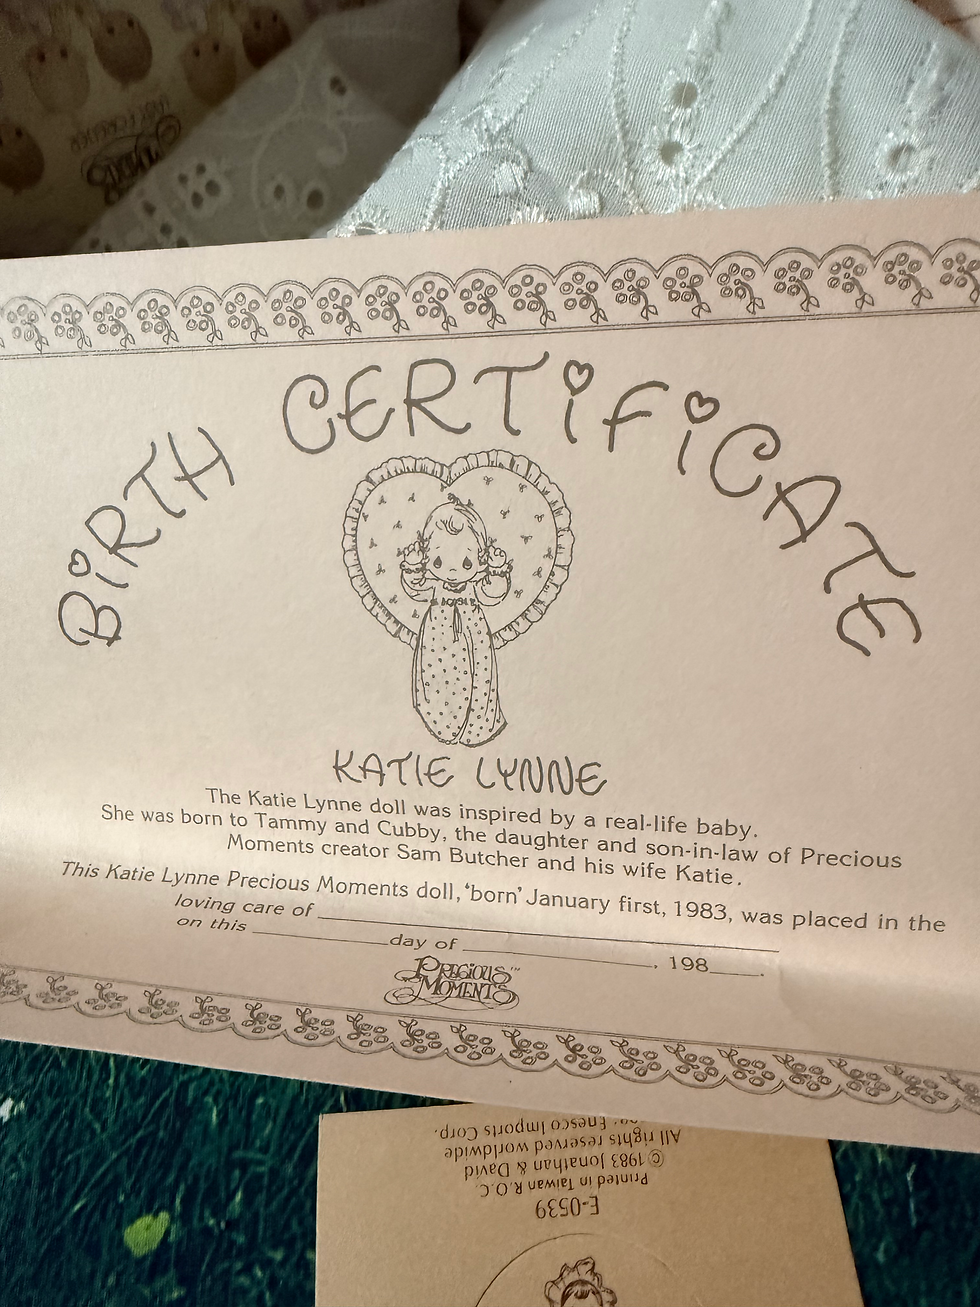 BiRTH CERTiFiCATE
KATIE LYNNE
The Katie Lynne doll was inspired by a real-life baby.
She was born to Tammy and Cubby, the daughter and son-in-law of Precious
Moments creator Sam Butcher and his wife Katie.
This Katie Lynne Precious Moments doll, ‘born’ January first, 1983, was placed in the
loving care of
on this day of , 198 .
PRECiOUS™
MOMENTS
E-0539
Printed in Taiwan R.O.C.
© 1983 Jonathan & David
All rights reserved worldwide
Enesco Imports Corp.